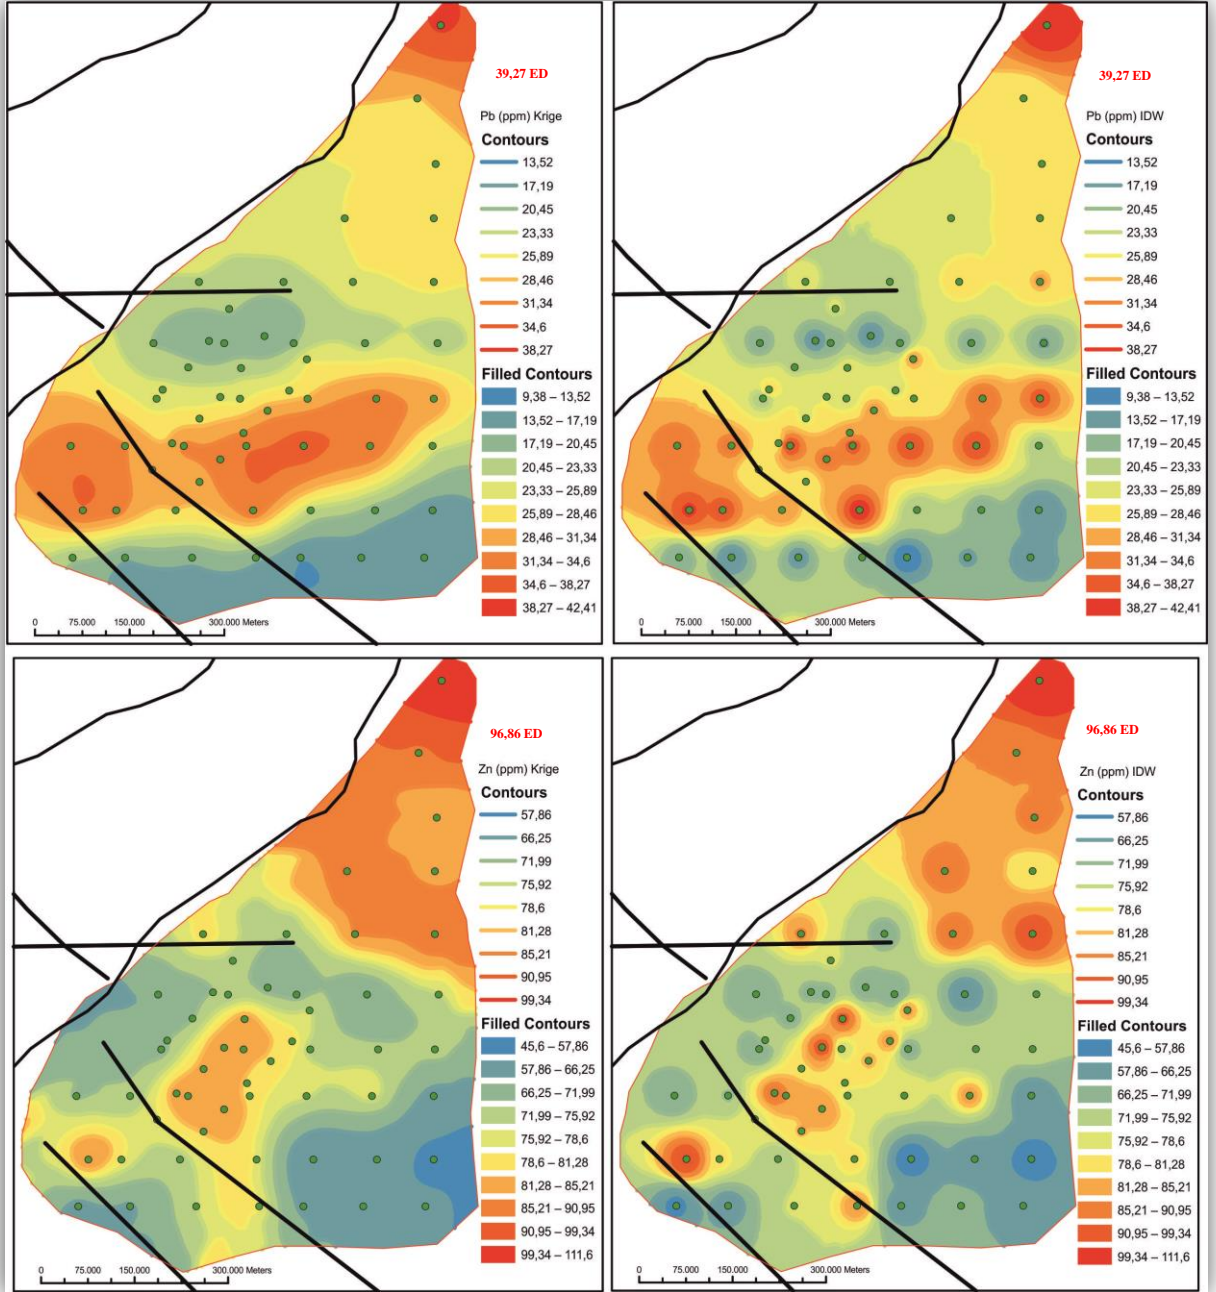 39,27 ED
Pb (ppm) Krige
Contours
13,52
17,19
20,45
23,33
25,89
28,46
31,34
34,6
38,27
Filled Contours
9,38 – 13,52
13,52 – 17,19
17,19 – 20,45
20,45 – 23,33
23,33 – 25,89
25,89 – 28,46
28,46 – 31,34
31,34 – 34,6
34,6 – 38,27
38,27 – 42,41
0 75.000 150.000 300.000 Meters
39,27 ED
Pb (ppm) IDW
Contours
13,52
17,19
20,45
23,33
25,89
28,46
31,34
34,6
38,27
Filled Contours
9,38 – 13,52
13,52 – 17,19
17,19 – 20,45
20,45 – 23,33
23,33 – 25,89
25,89 – 28,46
28,46 – 31,34
31,34 – 34,6
34,6 – 38,27
38,27 – 42,41
0 75.000 150.000 300.000 Meters
96,86 ED
Zn (ppm) Krige
Contours
57,86
66,25
71,99
75,92
78,6
81,28
85,21
90,95
99,34
Filled Contours
45,6 – 57,86
57,86 – 66,25
66,25 – 71,99
71,99 – 75,92
75,92 – 78,6
78,6 – 81,28
81,28 – 85,21
85,21 – 90,95
90,95 – 99,34
99,34 – 111,6
0 75.000 150.000 300.000 Meters
96,86 ED
Zn (ppm) IDW
Contours
57,86
66,25
71,99
75,92
78,6
81,28
85,21
90,95
99,34
Filled Contours
45,6 – 57,86
57,86 – 66,25
66,25 – 71,99
71,99 – 75,92
75,92 – 78,6
78,6 – 81,28
81,28 – 85,21
85,21 – 90,95
90,95 – 99,34
99,34 – 111,6
0 75.000 150.000 300.000 Meters